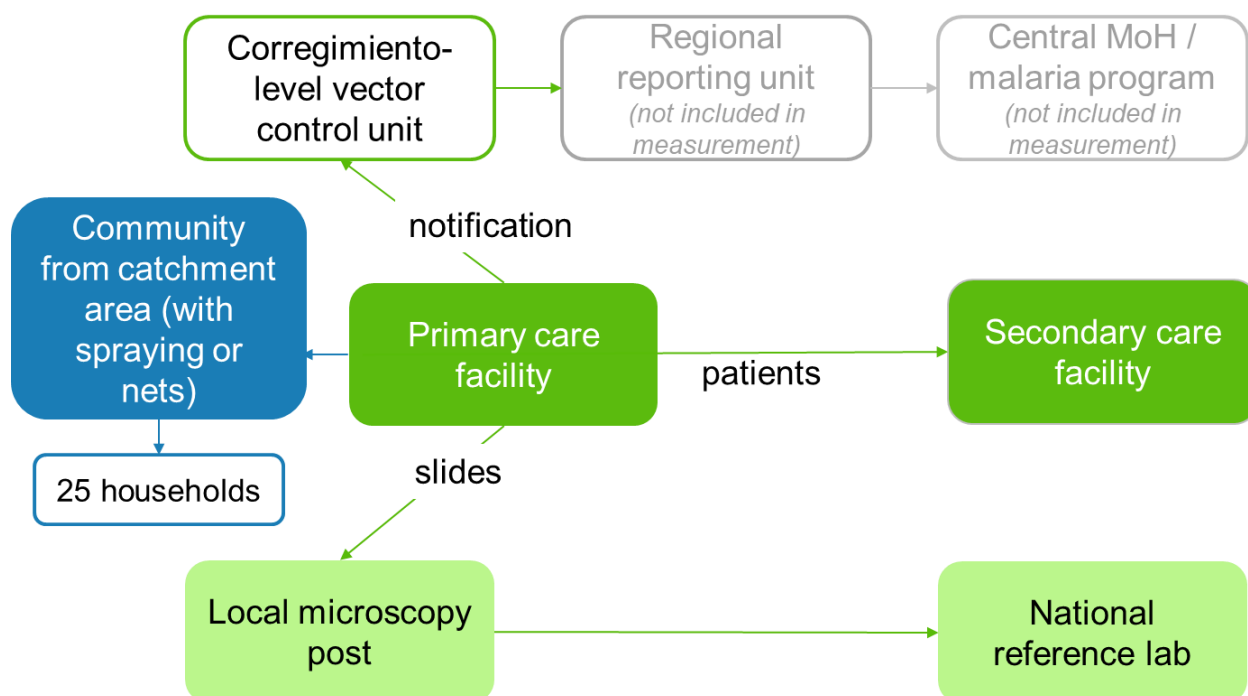 Corregimiento-
level vector
control unit
Regional
reporting unit
(not included in
measurement)
Central MoH /
malaria program
(not included in
measurement)
notification
Community
from catchment
area (with
spraying or
nets)
Primary care
facility
patients
Secondary care
facility
25 households
slides
Local microscopy
post
National
reference lab